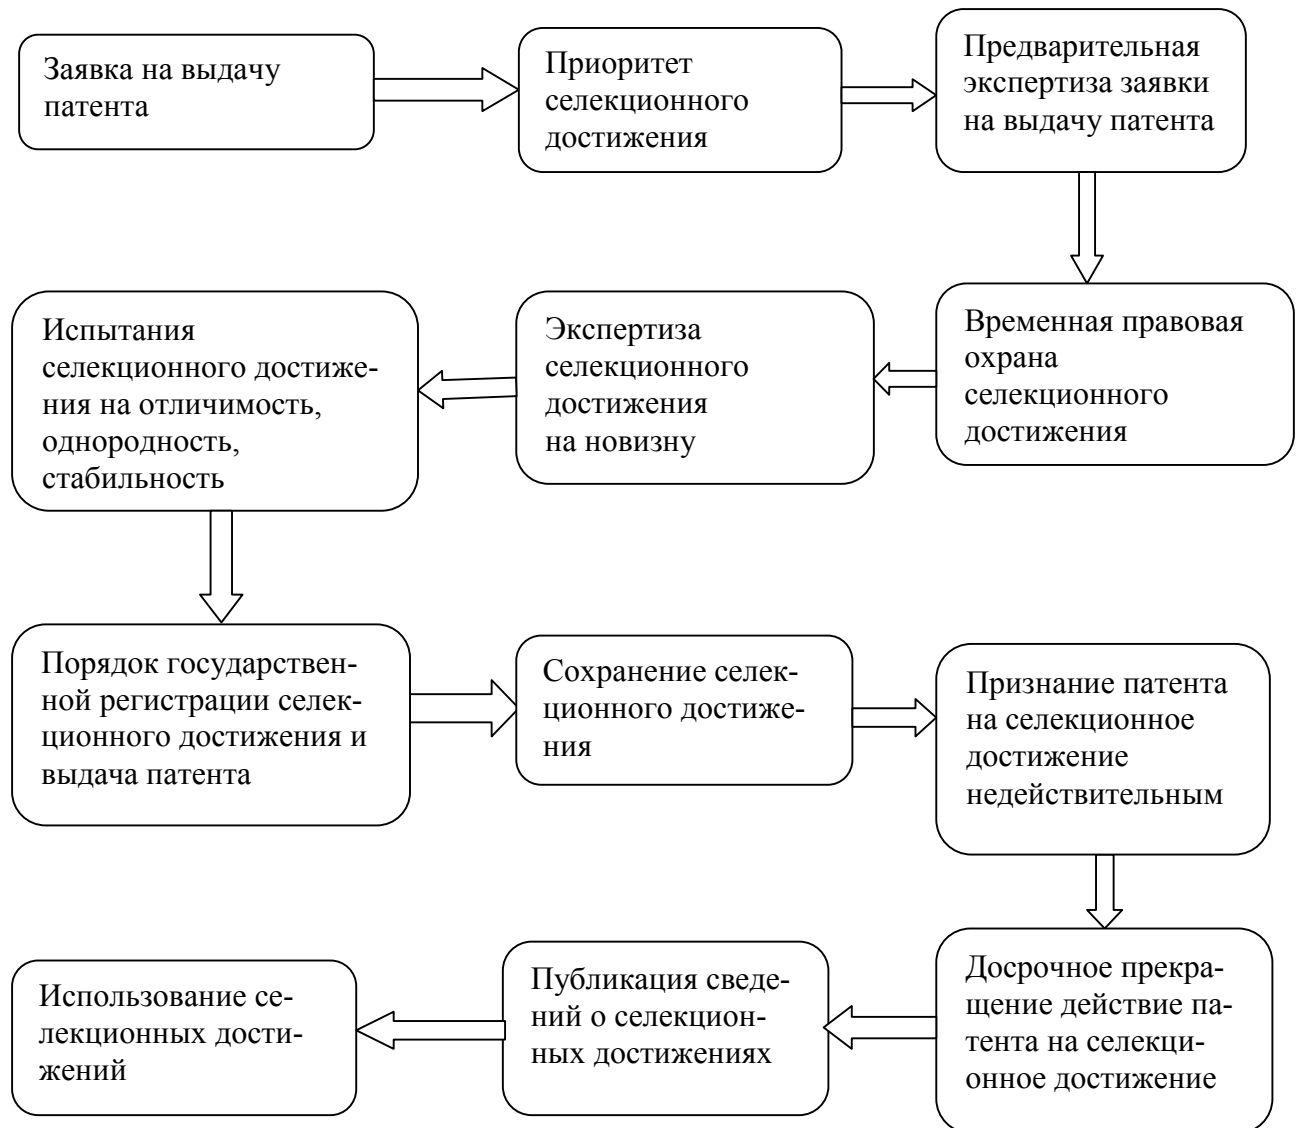 Заявка на выдачу
патента
Приоритет
селекционного
достижения
Предварительная
экспертиза заявки
на выдачу патента
Временная правовая
охрана
селекционного
достижения
Экспертиза
селекционного
достижения
на новизну
Испытания
селекционного достиже-
ния на отличимость,
однородность,
стабильность
Порядок государствен-
ной регистрации селек-
ционного достижения и
выдача патента
Сохранение селек-
ционного достиже-
ния
Признание патента
на селекционное
достижение
недействительным
Досрочное прекра-
щение действие па-
тента на селекци-
онное достижение
Публикация сведе-
ний о селекцион-
ных достижениях
Использование се-
лекционных дости-
жений